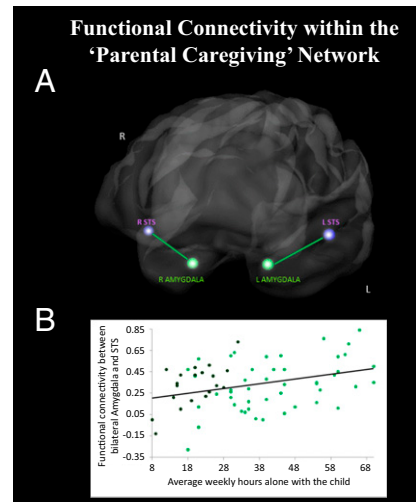 Functional Connectivity within the
‘Parental Caregiving’ Network
A
R
R STS
L STS
R AMYGDALA
L AMYGDALA
L
B
Functional connectivity between
bilateral Amygdala and STS
0.85
0.65
0.45
0.25
0.05
-0.15
-0.35
8 18 28 38 48 58 68
Average weekly hours alone with the child